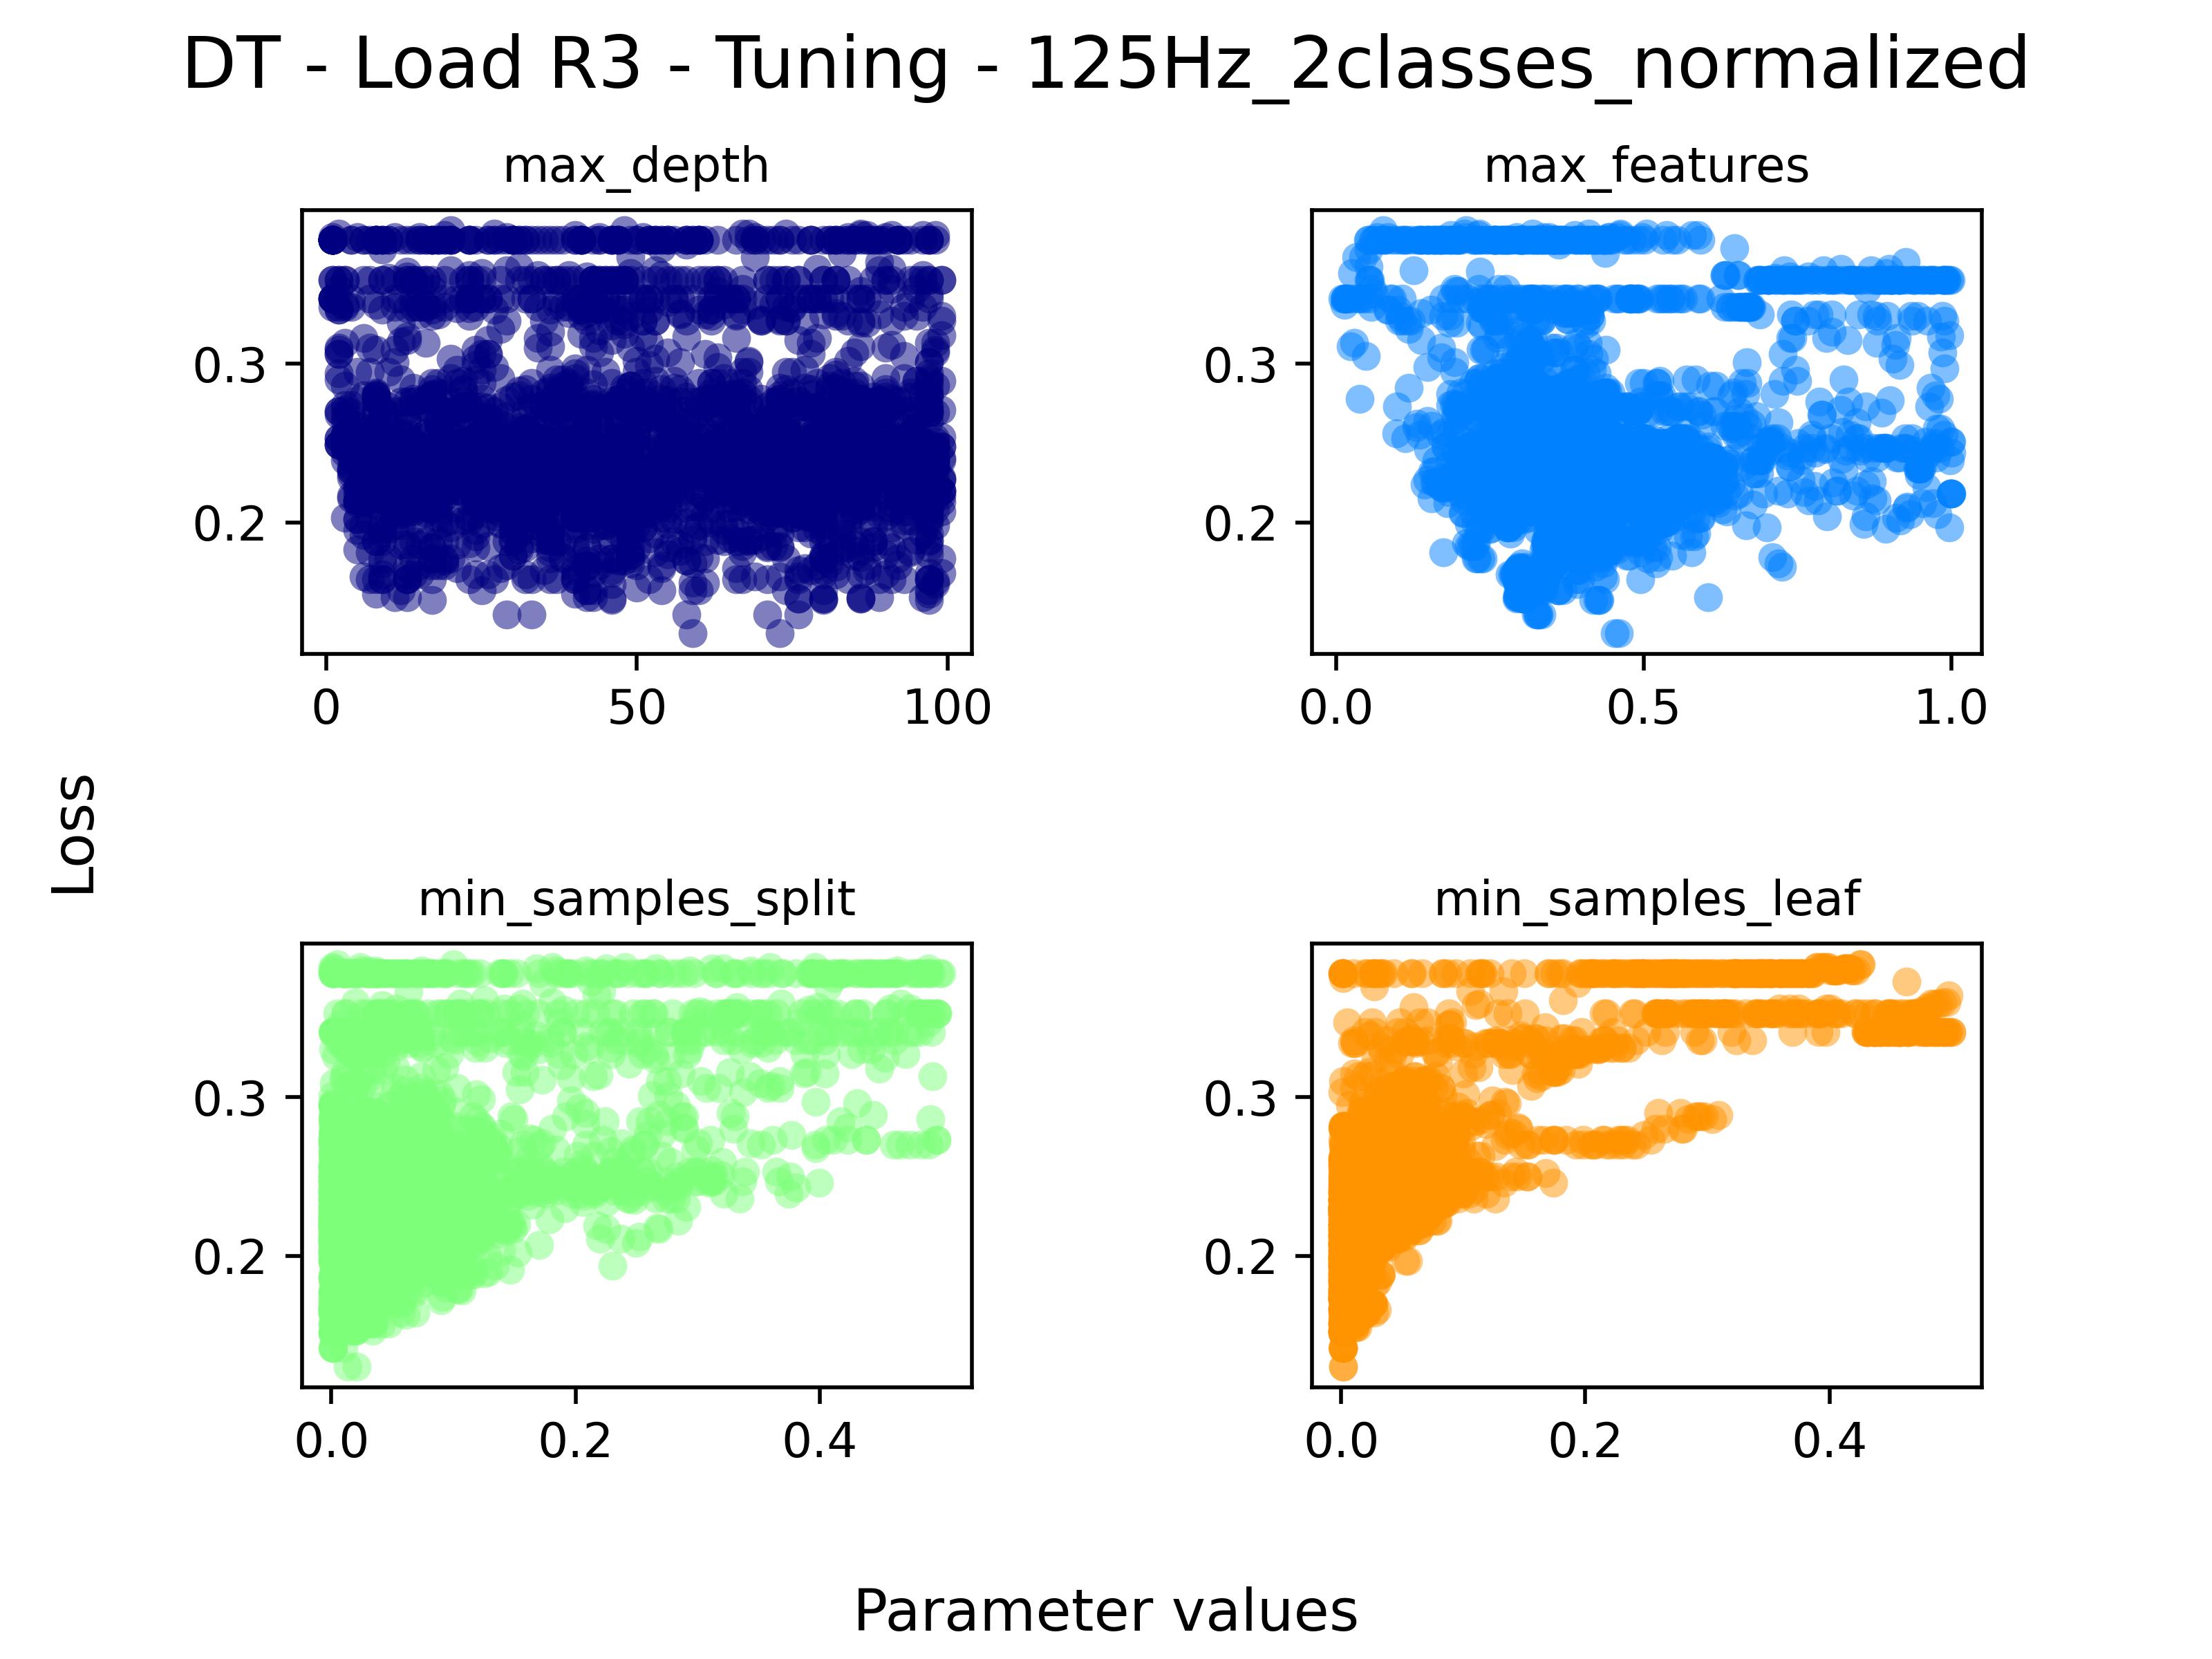 DT - Load R3 - Tuning - 125Hz_2classes_normalized
max_depth
0.3
0.2
0 50 100
max_features
0.3
0.2
0.0 0.5 1.0
Loss
min_samples_split
0.3
0.2
0.0 0.2 0.4
min_samples_leaf
0.3
0.2
0.0 0.2 0.4
Parameter values